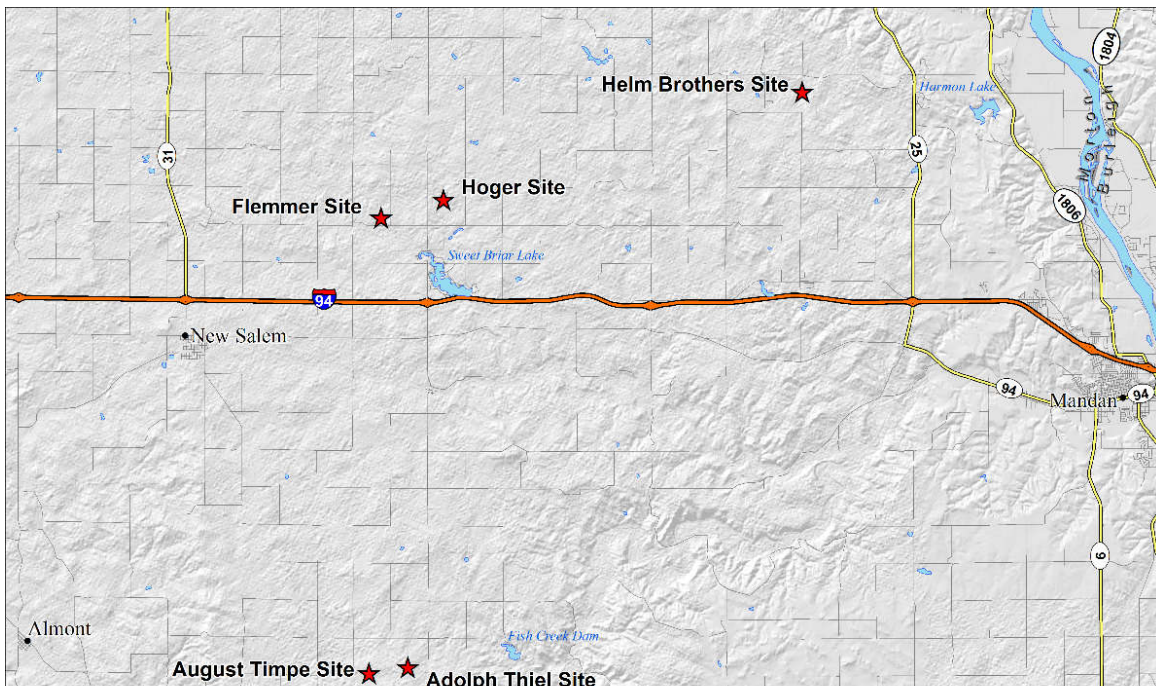 1804
Helm Brothers Site
Harmon Lake
31
25
Morton
Burleigh
Hoger Site
Flemmer Site
1806
Sweet Briar Lake
94
New Salem
94
Mandan
94
6
Almont
Fish Creek Dam
August Timpe Site
Adolph Thiel Site